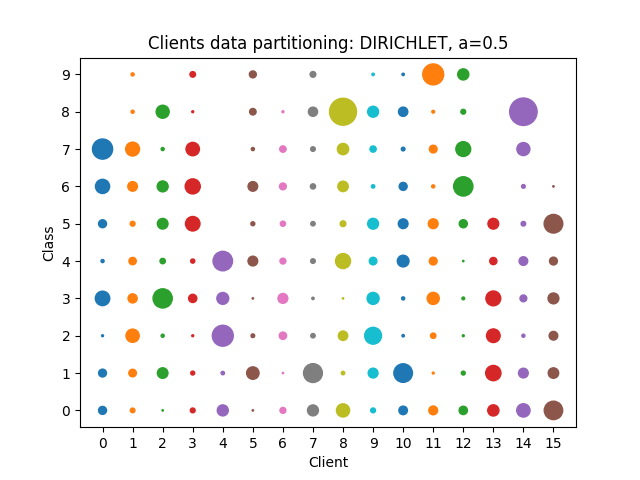 Clients data partitioning: DIRICHLET, a=0.5
9
8
7
6
5
4
3
2
1
0
Class
0 1 2 3 4 5 6 7 8 9 10 11 12 13 14 15
Client